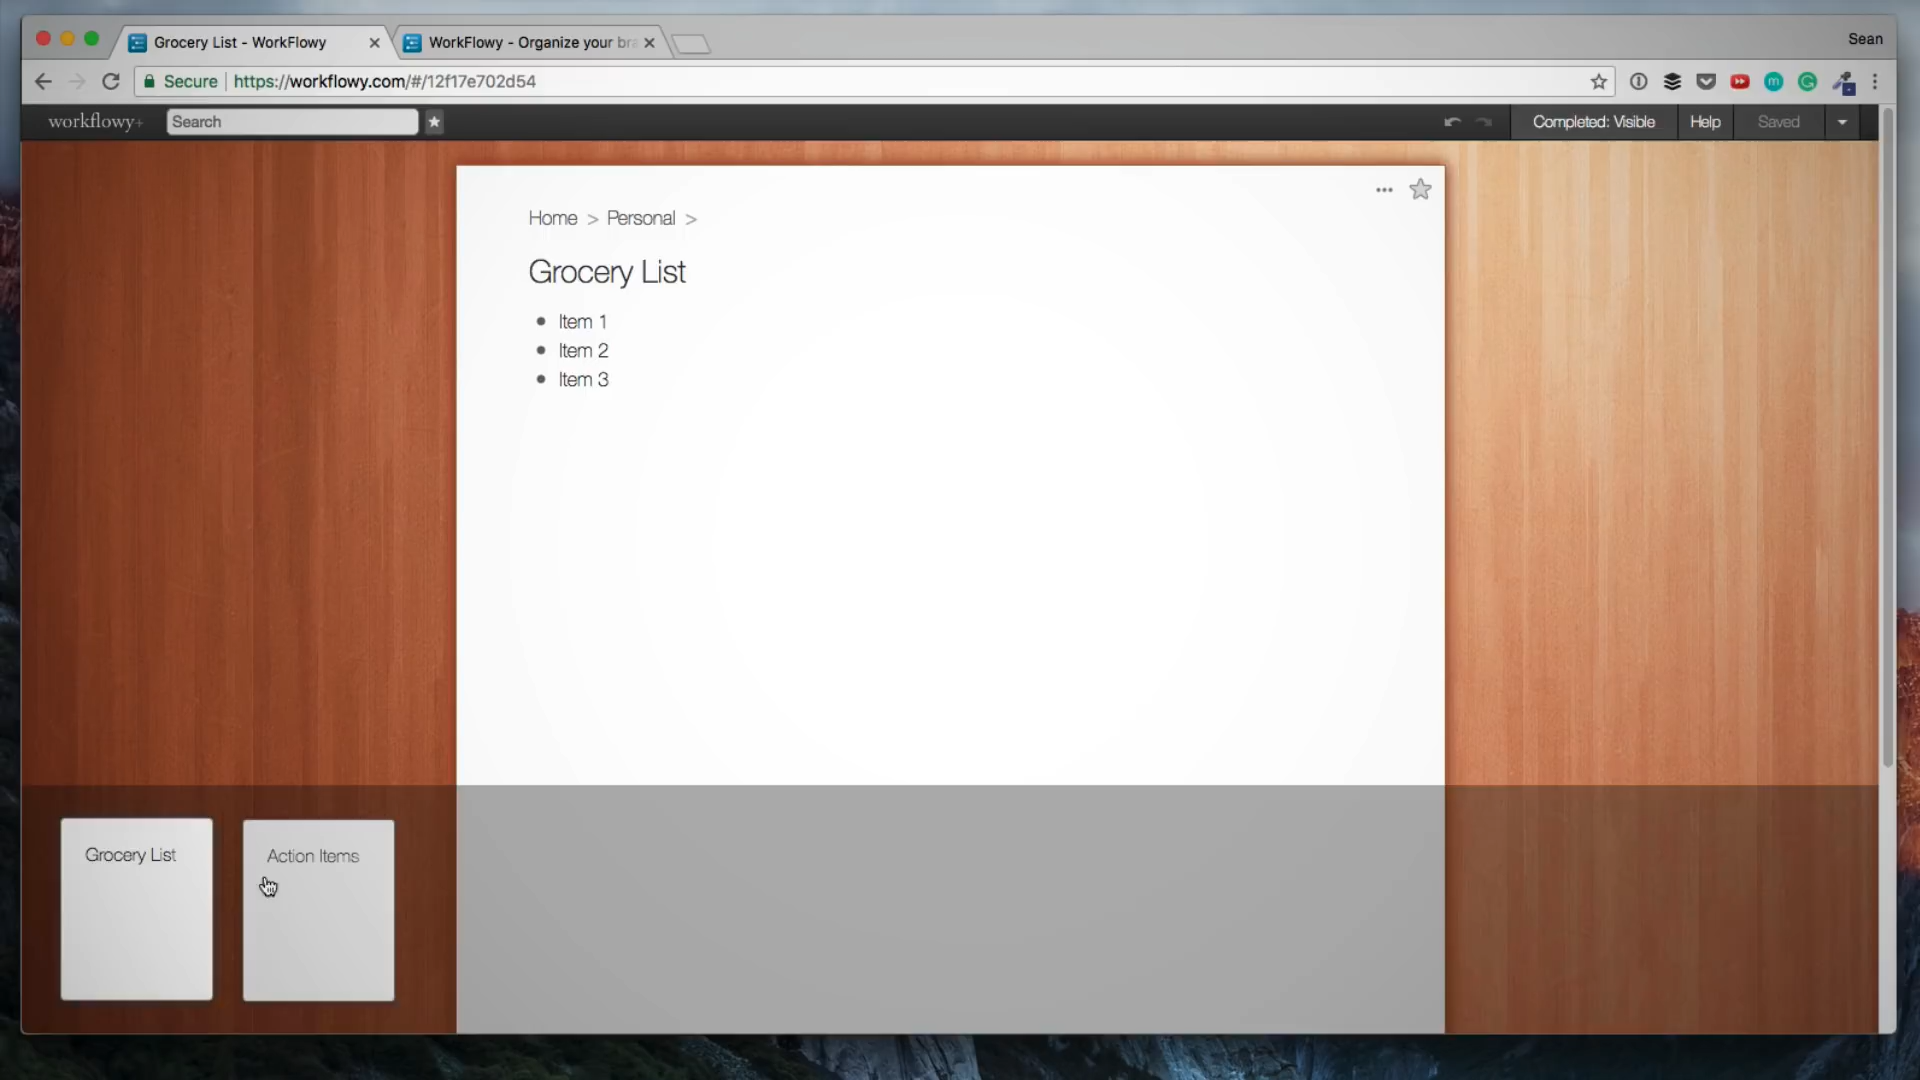 Grocery List - WorkFlowy
WorkFlowy - Organize your bra
Sean
Secure
https://workflowy.com/#/12f17e702d54
workflowy+
Search
Completed: Visible
Help
Saved
Home > Personal >
Grocery List
Item 1
Item 2
Item 3
Grocery List
Action Items